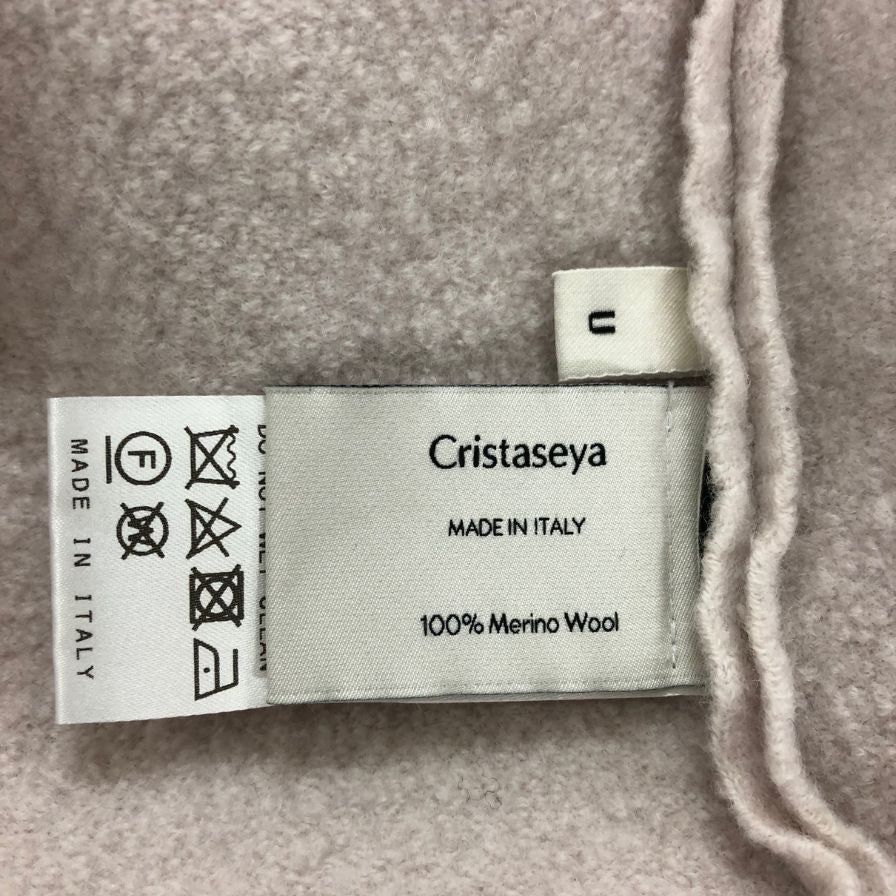 U
Cristaseya
MADE IN ITALY
100% Merino Wool
DO NOT WET CLEAN
F
W
MADE IN ITALY